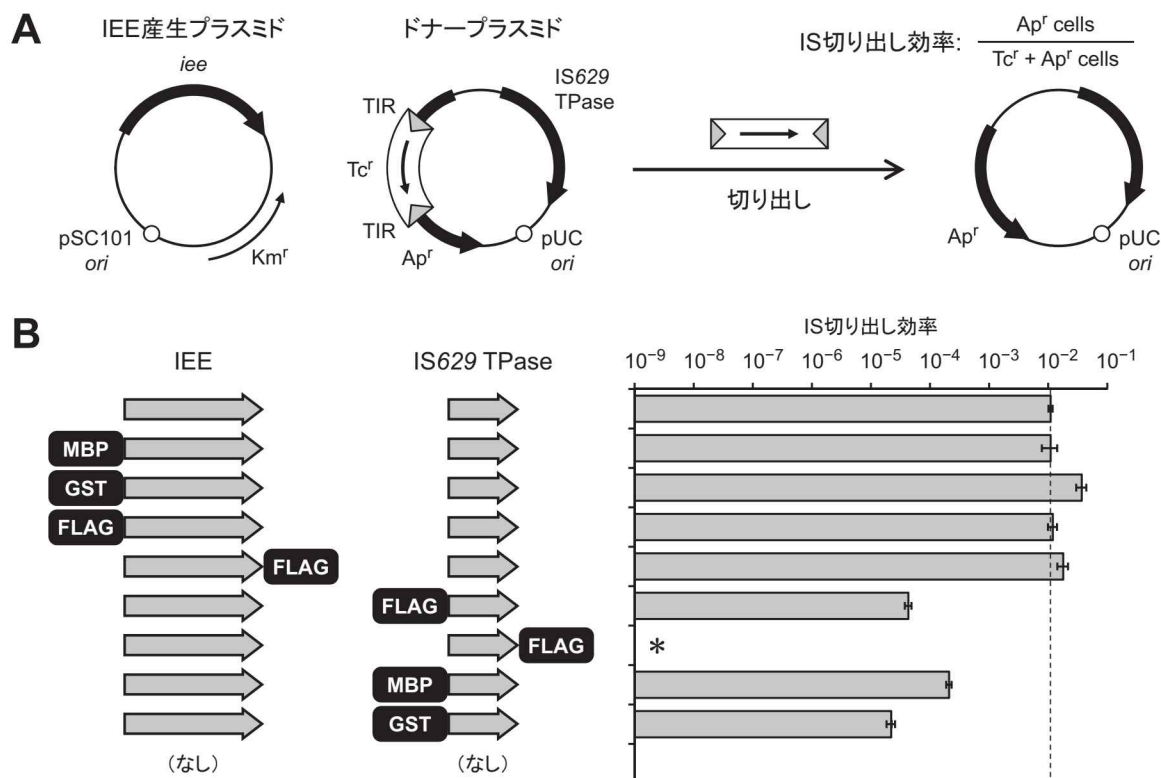 A
IEE産生プラスミド
iee
pSC101
ori
Kmʳ
ドナープラスミド
TIR
Tcʳ
TIR
Apʳ
IS629
TPase
pUC
ori
切り出し
IS切り出し効率:
Apʳ cells
Tcʳ + Apʳ cells
Apʳ
pUC
ori
B
IEE
IS629 TPase
IS切り出し効率
10⁻⁹ 10⁻⁸ 10⁻⁷ 10⁻⁶ 10⁻⁵ 10⁻⁴ 10⁻³ 10⁻² 10⁻¹
MBP
GST
FLAG
FLAG
FLAG
FLAG
*
MBP
GST
(なし) (なし)